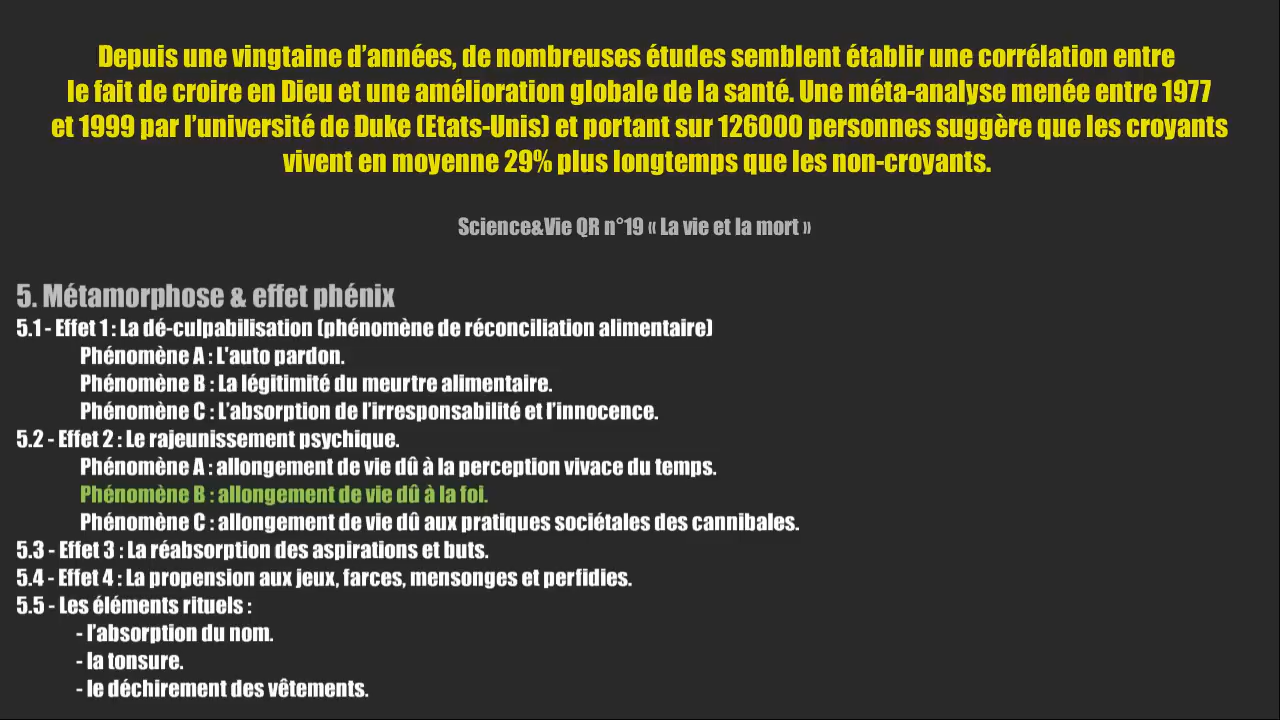 Depuis une vingtaine d’années, de nombreuses études semblent établir une corrélation entre
le fait de croire en Dieu et une amélioration globale de la santé. Une méta-analyse menée entre 1977
et 1999 par l’université de Duke (Etats-Unis) et portant sur 126000 personnes suggère que les croyants
vivent en moyenne 29% plus longtemps que les non-croyants.
Science&Vie QR n°19 « La vie et la mort »
5. Métamorphose & effet phénix
5.1 - Effet 1 : La dé-culpabilisation (phénomène de réconciliation alimentaire)
Phénomène A : L'auto pardon.
Phénomène B : La légitimité du meurtre alimentaire.
Phénomène C : L’absorption de l’irresponsabilité et l’innocence.
5.2 - Effet 2 : Le rajeunissement psychique.
Phénomène A : allongement de vie dû à la perception vivace du temps.
Phénomène B : allongement de vie dû à la foi.
Phénomène C : allongement de vie dû aux pratiques sociétales des cannibales.
5.3 - Effet 3 : La réabsorption des aspirations et buts.
5.4 - Effet 4 : La propension aux jeux, farces, mensonges et perfidies.
5.5 - Les éléments rituels :
- l’absorption du nom.
- la tonsure.
- le déchirement des vêtements.